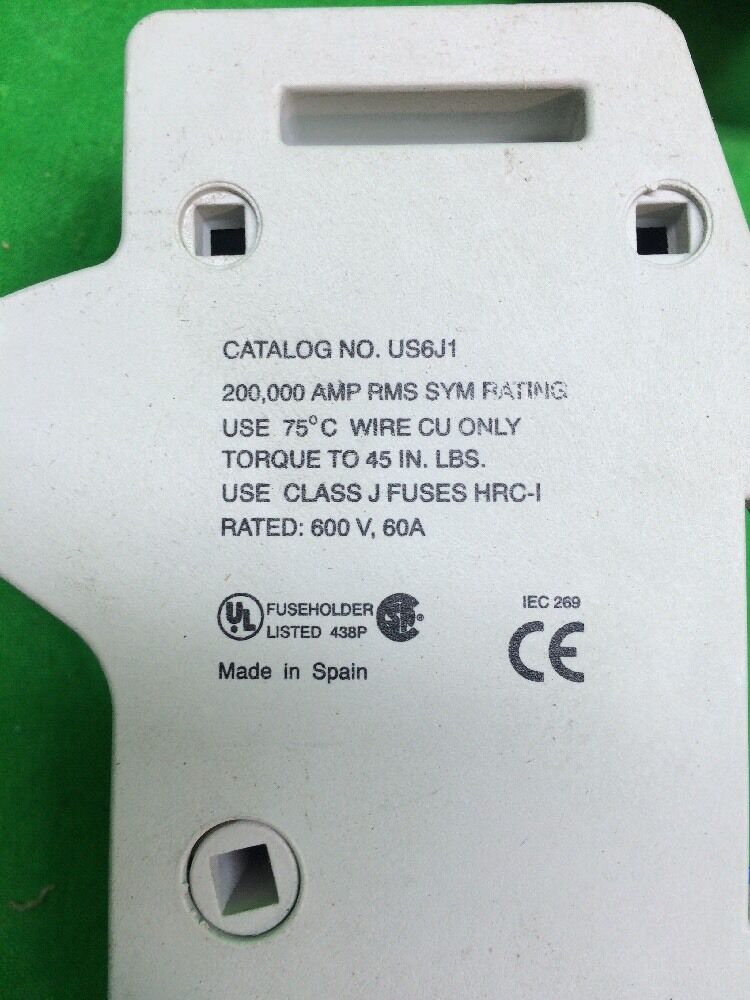 CATALOG NO. US6J1
200,000 AMP RMS SYM RATING
USE 75°C WIRE CU ONLY
TORQUE TO 45 IN. LBS.
USE CLASS J FUSES HRC-I
RATED: 600 V, 60A
UL FUSEHOLDER
LISTED 438P
IEC 269
CE
Made in Spain